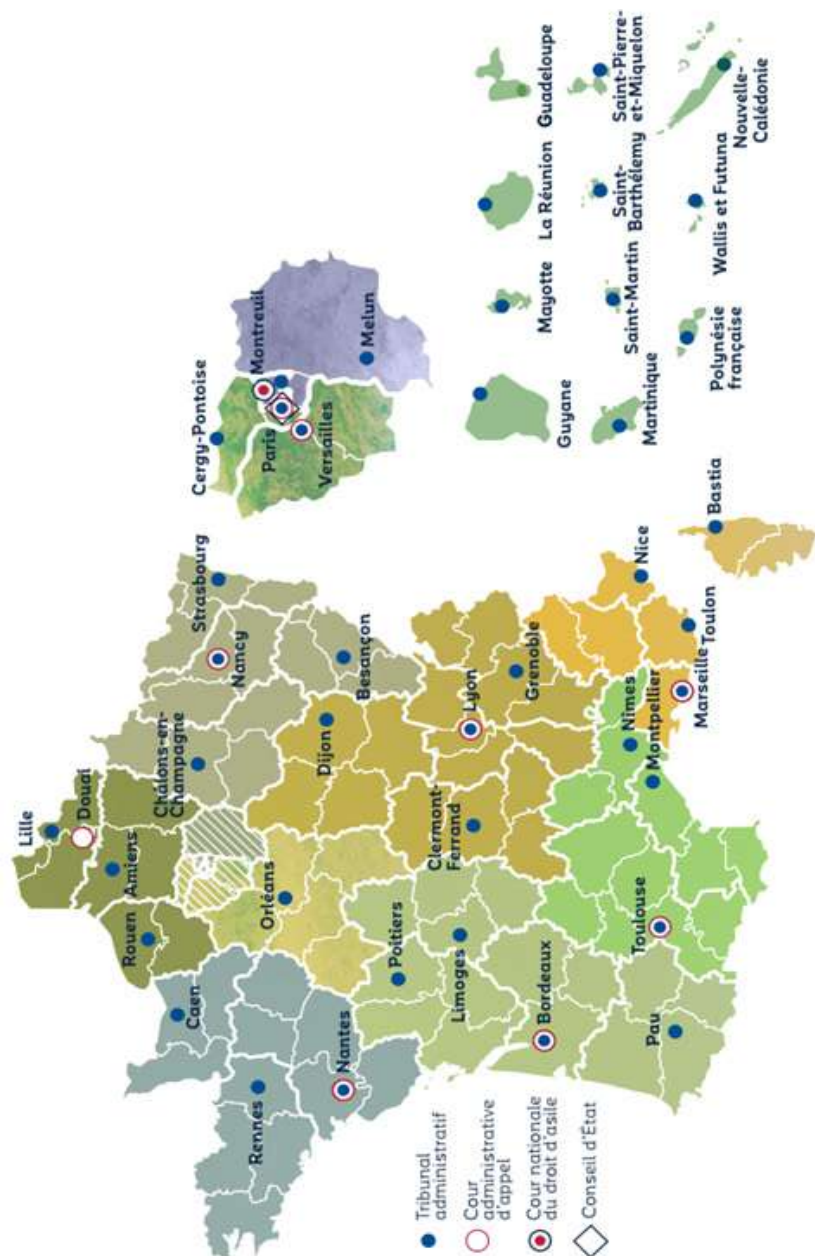 Lille
Douai
Amiens
Rouen
Caen
Rennes
Nantes
Châlons-en-
Champagne
Strasbourg
Nancy
Besançon
Orléans
Dijon
Poitiers
Limoges
Clermont-
Ferrand
Lyon
Grenoble
Bordeaux
Pau
Toulouse
Montpellier
Nîmes
Marseille
Toulon
Nice
Bastia
Cergy-Pontoise
Paris
Montreuil
Versailles
Melun
Guyane
Mayotte
La Réunion
Guadeloupe
Martinique
Saint-Martin
Saint-
Barthélemy
Saint-Pierre-
et-Miquelon
Polynésie
française
Wallis et Futuna
Nouvelle-
Calédonie
Tribunal
administratif
Cour
administrative
d'appel
Cour nationale
du droit d'asile
Conseil d'État